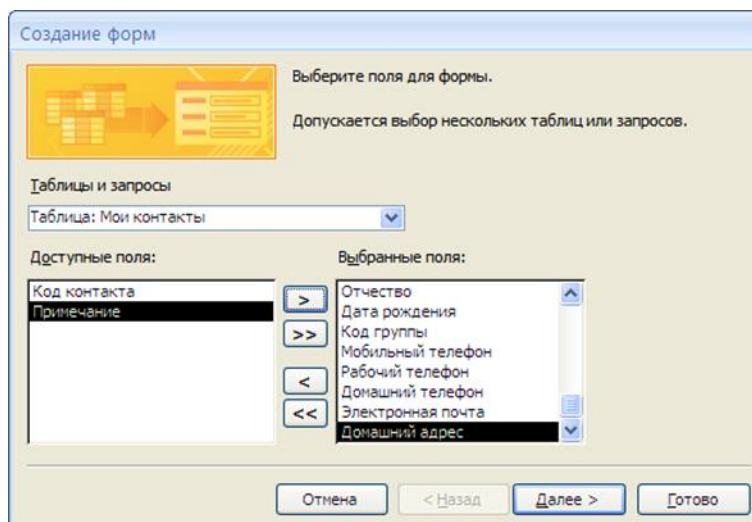 Создание форм
Выберите поля для формы.
Допускается выбор нескольких таблиц или запросов.
Таблицы и запросы
Таблица: Мои контакты
Доступные поля:
Выбранные поля:
Код контакта
Примечание
>
>>
<
<<
Отчество
Дата рождения
Код группы
Мобильный телефон
Рабочий телефон
Домашний телефон
Электронная почта
Домашний адрес
Отмена
< Назад
Далее >
Готово